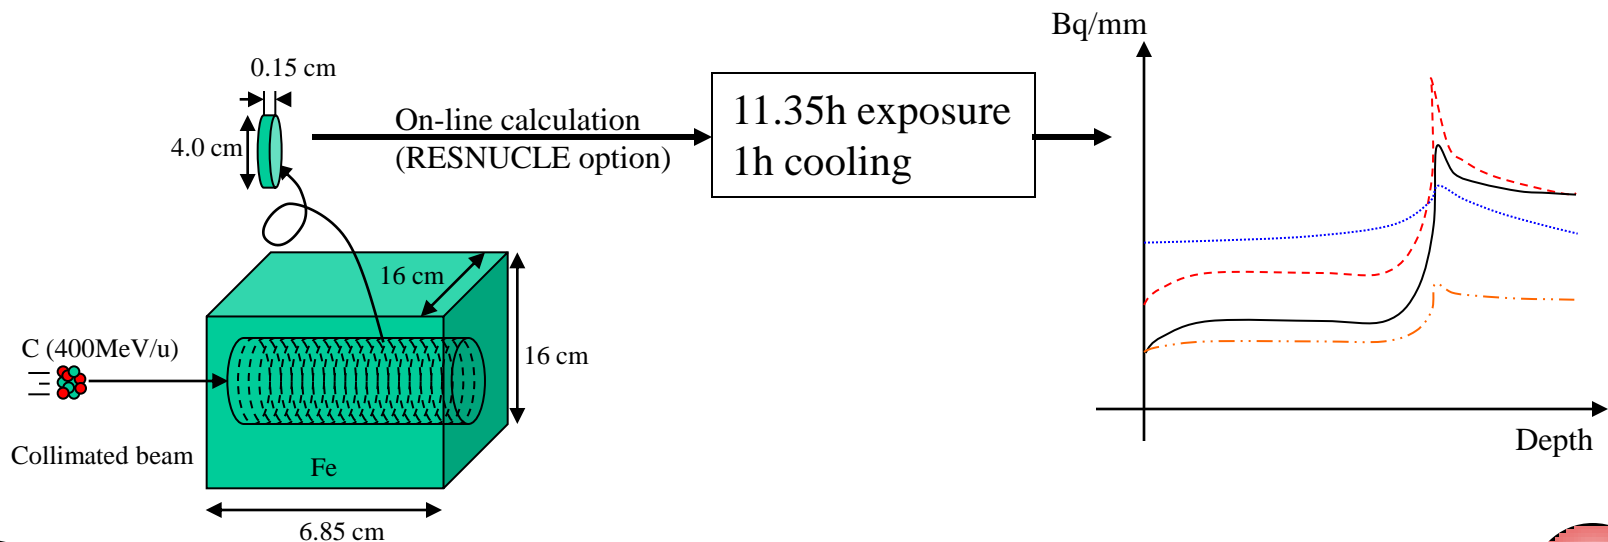 Bq/mm
0.15 cm
4.0 cm
On-line calculation
(RESNUCLE option)
11.35h exposure
1h cooling
16 cm
16 cm
C (400MeV/u)
Collimated beam
Fe
6.85 cm
Depth